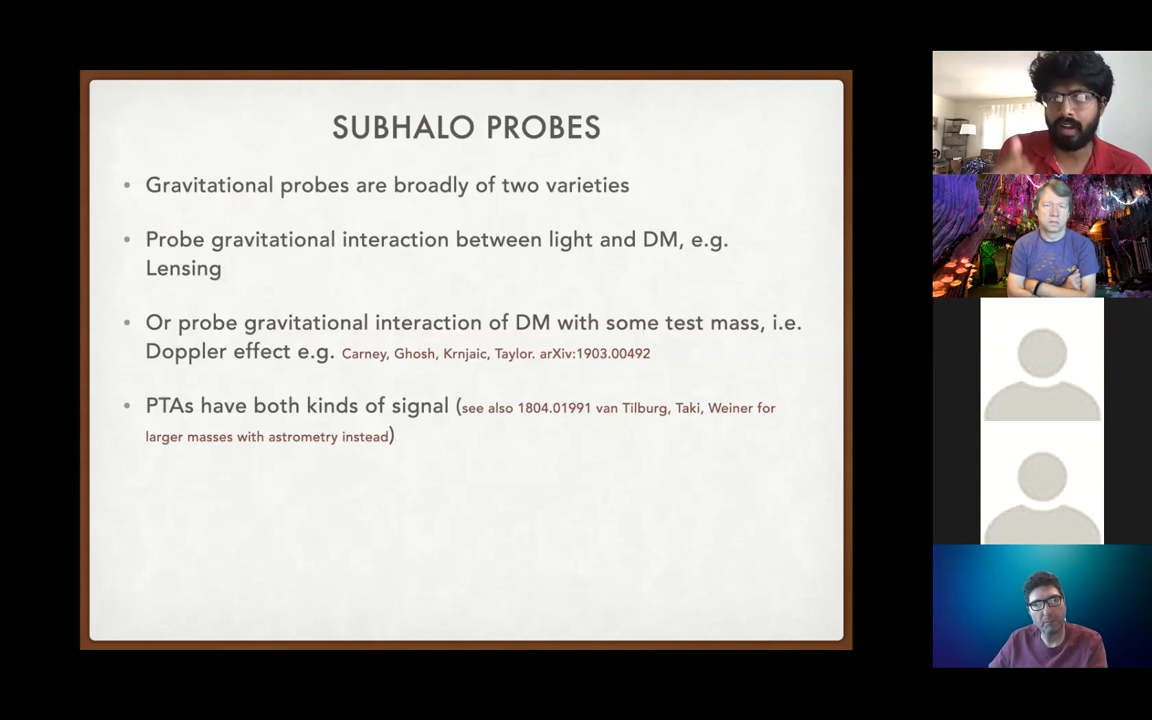 SUBHALO PROBES
• Gravitational probes are broadly of two varieties
• Probe gravitational interaction between light and DM, e.g.
Lensing
• Or probe gravitational interaction of DM with some test mass, i.e.
Doppler effect e.g. Carney, Ghosh, Krnjaic, Taylor. arXiv:1903.00492
• PTAs have both kinds of signal (see also 1804.01991 van Tilburg, Taki, Weiner for
larger masses with astrometry instead)